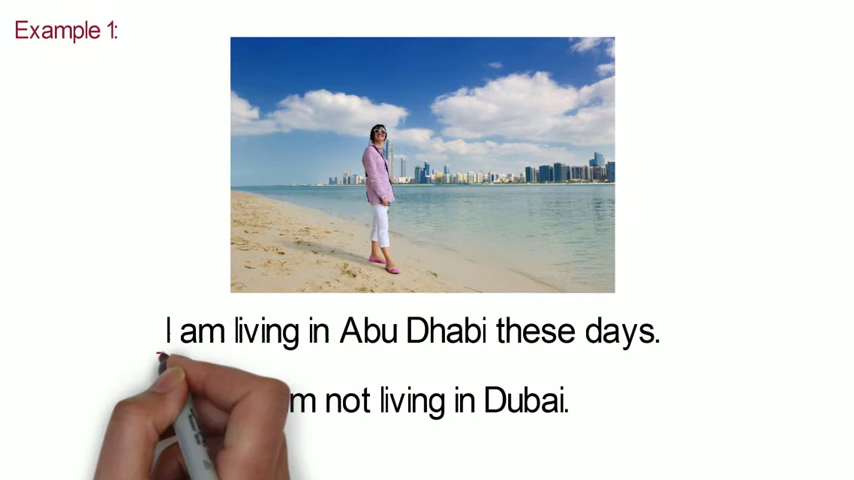 Example 1:
I am living in Abu Dhabi these days.
not living in Dubai.